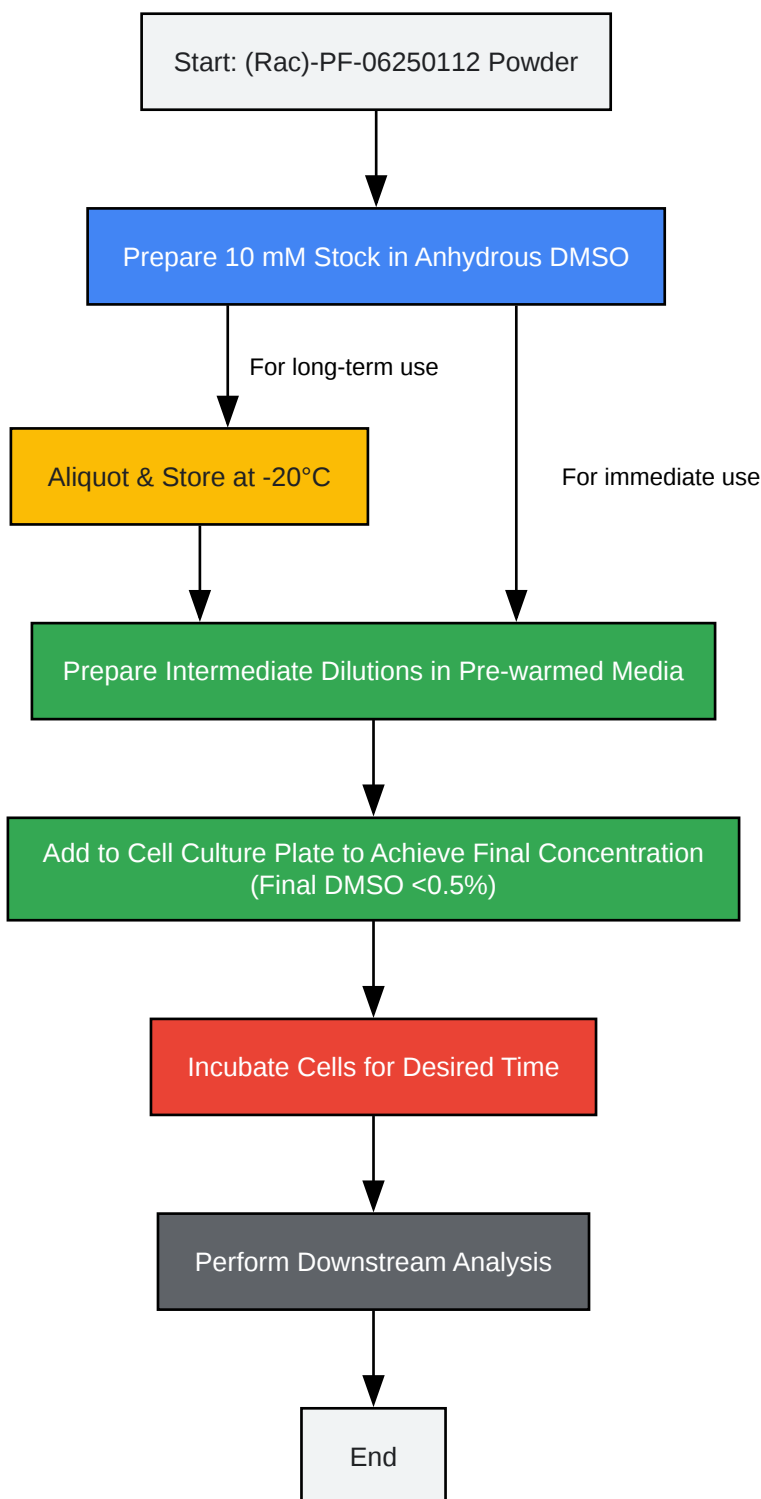 Start: (Rac)-PF-06250112 Powder
Prepare 10 mM Stock in Anhydrous DMSO
For long-term use
Aliquot & Store at -20°C
For immediate use
Prepare Intermediate Dilutions in Pre-warmed Media
Add to Cell Culture Plate to Achieve Final Concentration
(Final DMSO <0.5%)
Incubate Cells for Desired Time
Perform Downstream Analysis
End